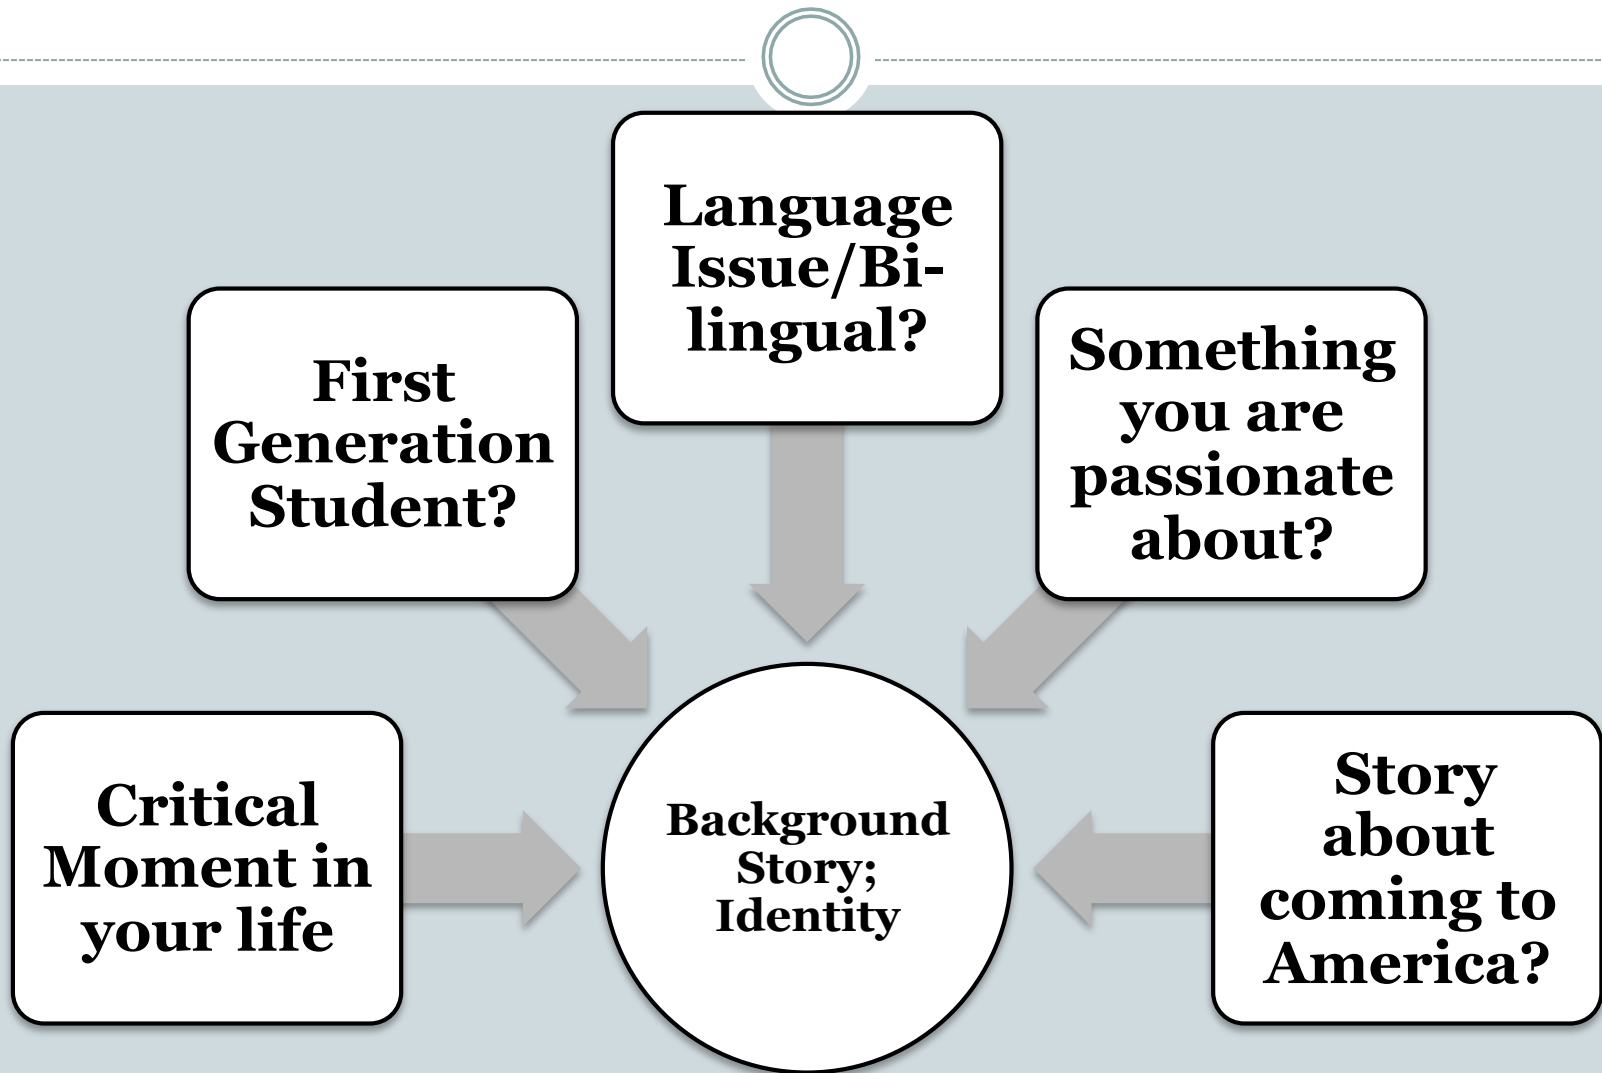 Language
Issue/Bi-
lingual?
First
Generation
Student?
Something
you are
passionate
about?
Critical
Moment in
your life
Background
Story;
Identity
Story
about
coming to
America?